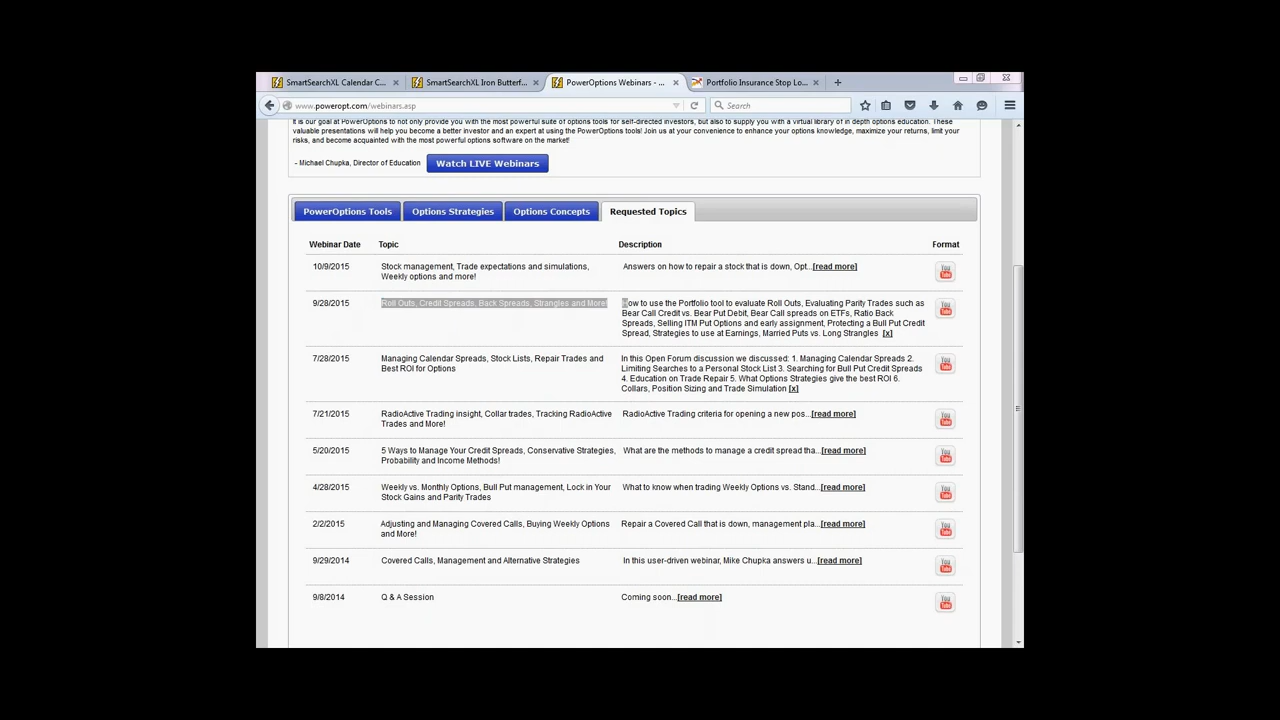 SmartSearchXL Calendar C...
SmartSearchXL Iron Butterf...
PowerOptions Webinars - ...
Portfolio Insurance Stop Lo...
www.poweropt.com/webinars.asp
Search
It is our goal at PowerOptions to not only provide you with the most powerful suite of options tools for self-directed investors, but also to supply you with a virtual library of in depth options education. These
valuable presentations will help you become a better investor and an expert at using the PowerOptions tools! Join us at your convenience to enhance your options knowledge, maximize your returns, limit your
risks, and become acquainted with the most powerful options software on the market!
- Michael Chupka, Director of Education
Watch LIVE Webinars
PowerOptions Tools
Options Strategies
Options Concepts
Requested Topics
Webinar Date
Topic
Description
Format
10/9/2015
Stock management, Trade expectations and simulations,
Weekly options and more!
Answers on how to repair a stock that is down, Opt...[read more]
You Tube
9/28/2015
Roll Outs, Credit Spreads, Back Spreads, Strangles and More!
How to use the Portfolio tool to evaluate Roll Outs, Evaluating Parity Trades such as
Bear Call Credit vs. Bear Put Debit, Bear Call spreads on ETFs, Ratio Back
Spreads, Selling ITM Put Options and early assignment, Protecting a Bull Put Credit
Spread, Strategies to use at Earnings, Married Puts vs. Long Strangles [x]
You Tube
7/28/2015
Managing Calendar Spreads, Stock Lists, Repair Trades and
Best ROI for Options
In this Open Forum discussion we discussed: 1. Managing Calendar Spreads 2.
Limiting Searches to a Personal Stock List 3. Searching for Bull Put Credit Spreads
4. Education on Trade Repair 5. What Options Strategies give the best ROI 6.
Collars, Position Sizing and Trade Simulation [x]
You Tube
7/21/2015
RadioActive Trading insight, Collar trades, Tracking RadioActive
Trades and More!
RadioActive Trading criteria for opening a new pos...[read more]
You Tube
5/20/2015
5 Ways to Manage Your Credit Spreads, Conservative Strategies,
Probability and Income Methods!
What are the methods to manage a credit spread tha...[read more]
You Tube
4/28/2015
Weekly vs. Monthly Options, Bull Put management, Lock in Your
Stock Gains and Parity Trades
What to know when trading Weekly Options vs. Stand...[read more]
You Tube
2/2/2015
Adjusting and Managing Covered Calls, Buying Weekly Options
and More!
Repair a Covered Call that is down, management pla...[read more]
You Tube
9/29/2014
Covered Calls, Management and Alternative Strategies
In this user-driven webinar, Mike Chupka answers u...[read more]
You Tube
9/8/2014
Q & A Session
Coming soon...[read more]
You Tube